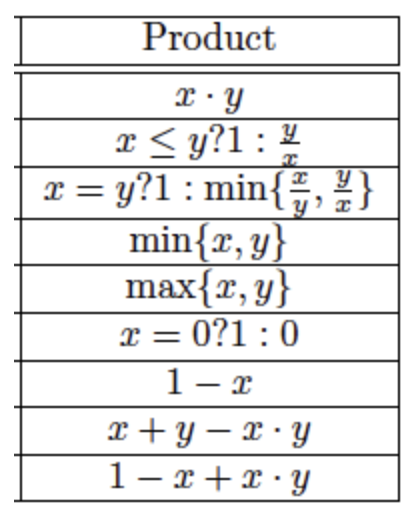 Product
x · y
x ≤ y?1 : y/x
x = y?1 : min{x/y, y/x}
min{x, y}
max{x, y}
x = 0?1 : 0
1 − x
x + y − x · y
1 − x + x · y